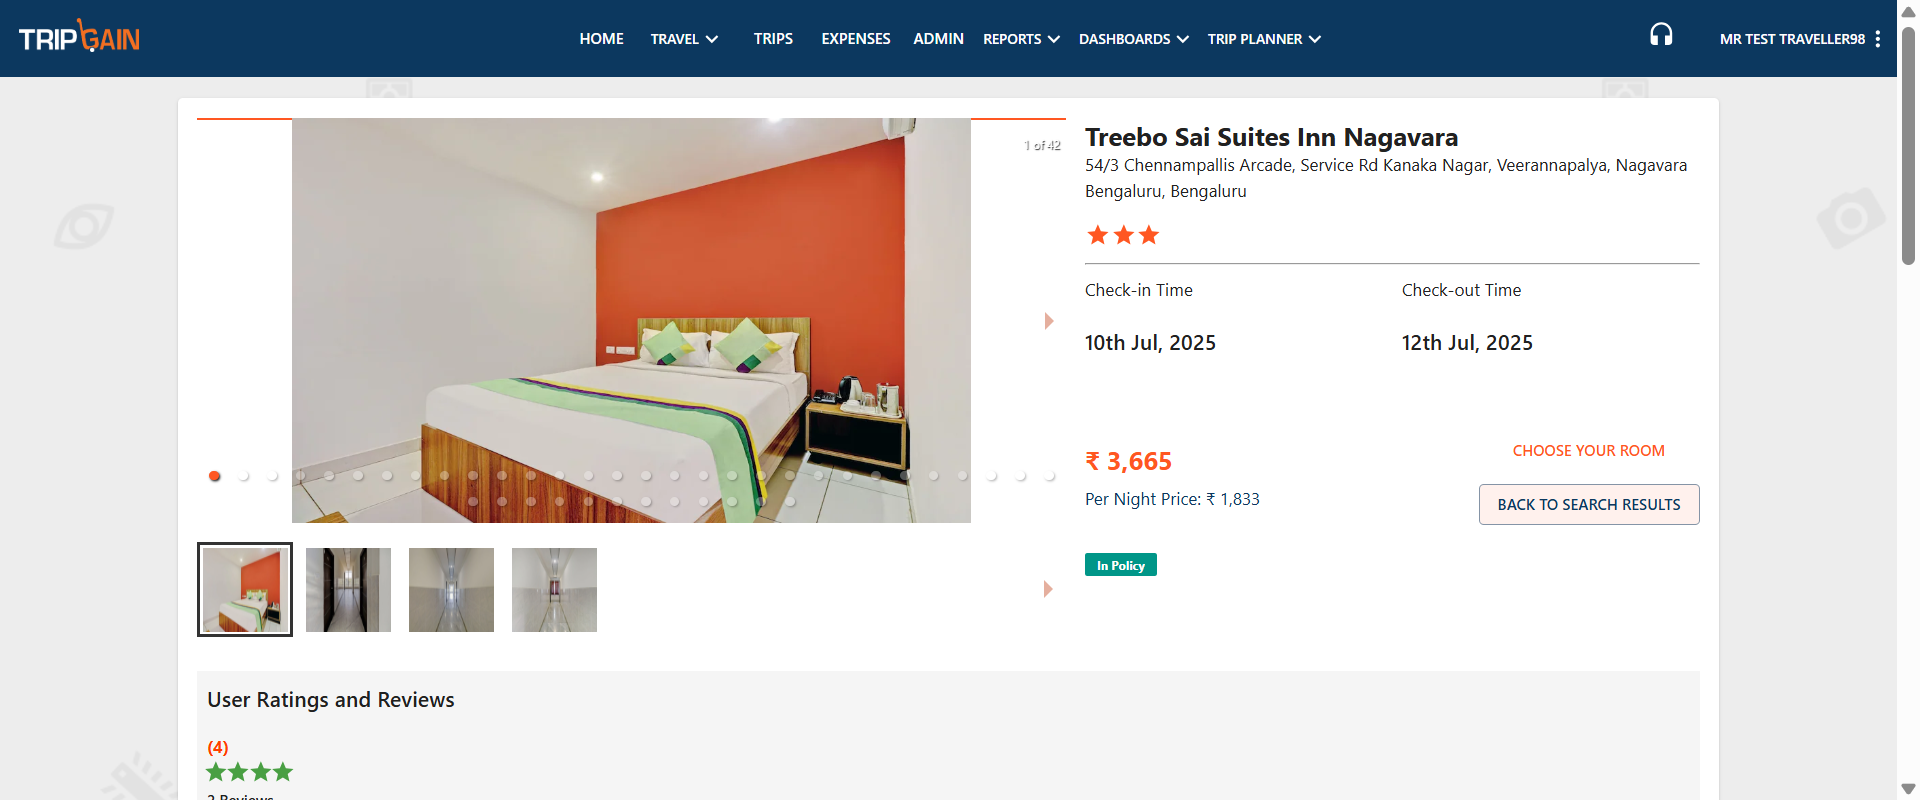 TRIPGAIN
HOME TRAVEL TRIPS EXPENSES ADMIN REPORTS DASHBOARDS TRIP PLANNER
MR TEST TRAVELLER98
1 of 42
Treebo Sai Suites Inn Nagavara
54/3 Chennampallis Arcade, Service Rd Kanaka Nagar, Veerannapalya, Nagavara
Bengaluru, Bengaluru
Check-in Time Check-out Time
10th Jul, 2025 12th Jul, 2025
₹ 3,665
CHOOSE YOUR ROOM
Per Night Price: ₹ 1,833
BACK TO SEARCH RESULTS
In Policy
User Ratings and Reviews
(4)
2 Reviews